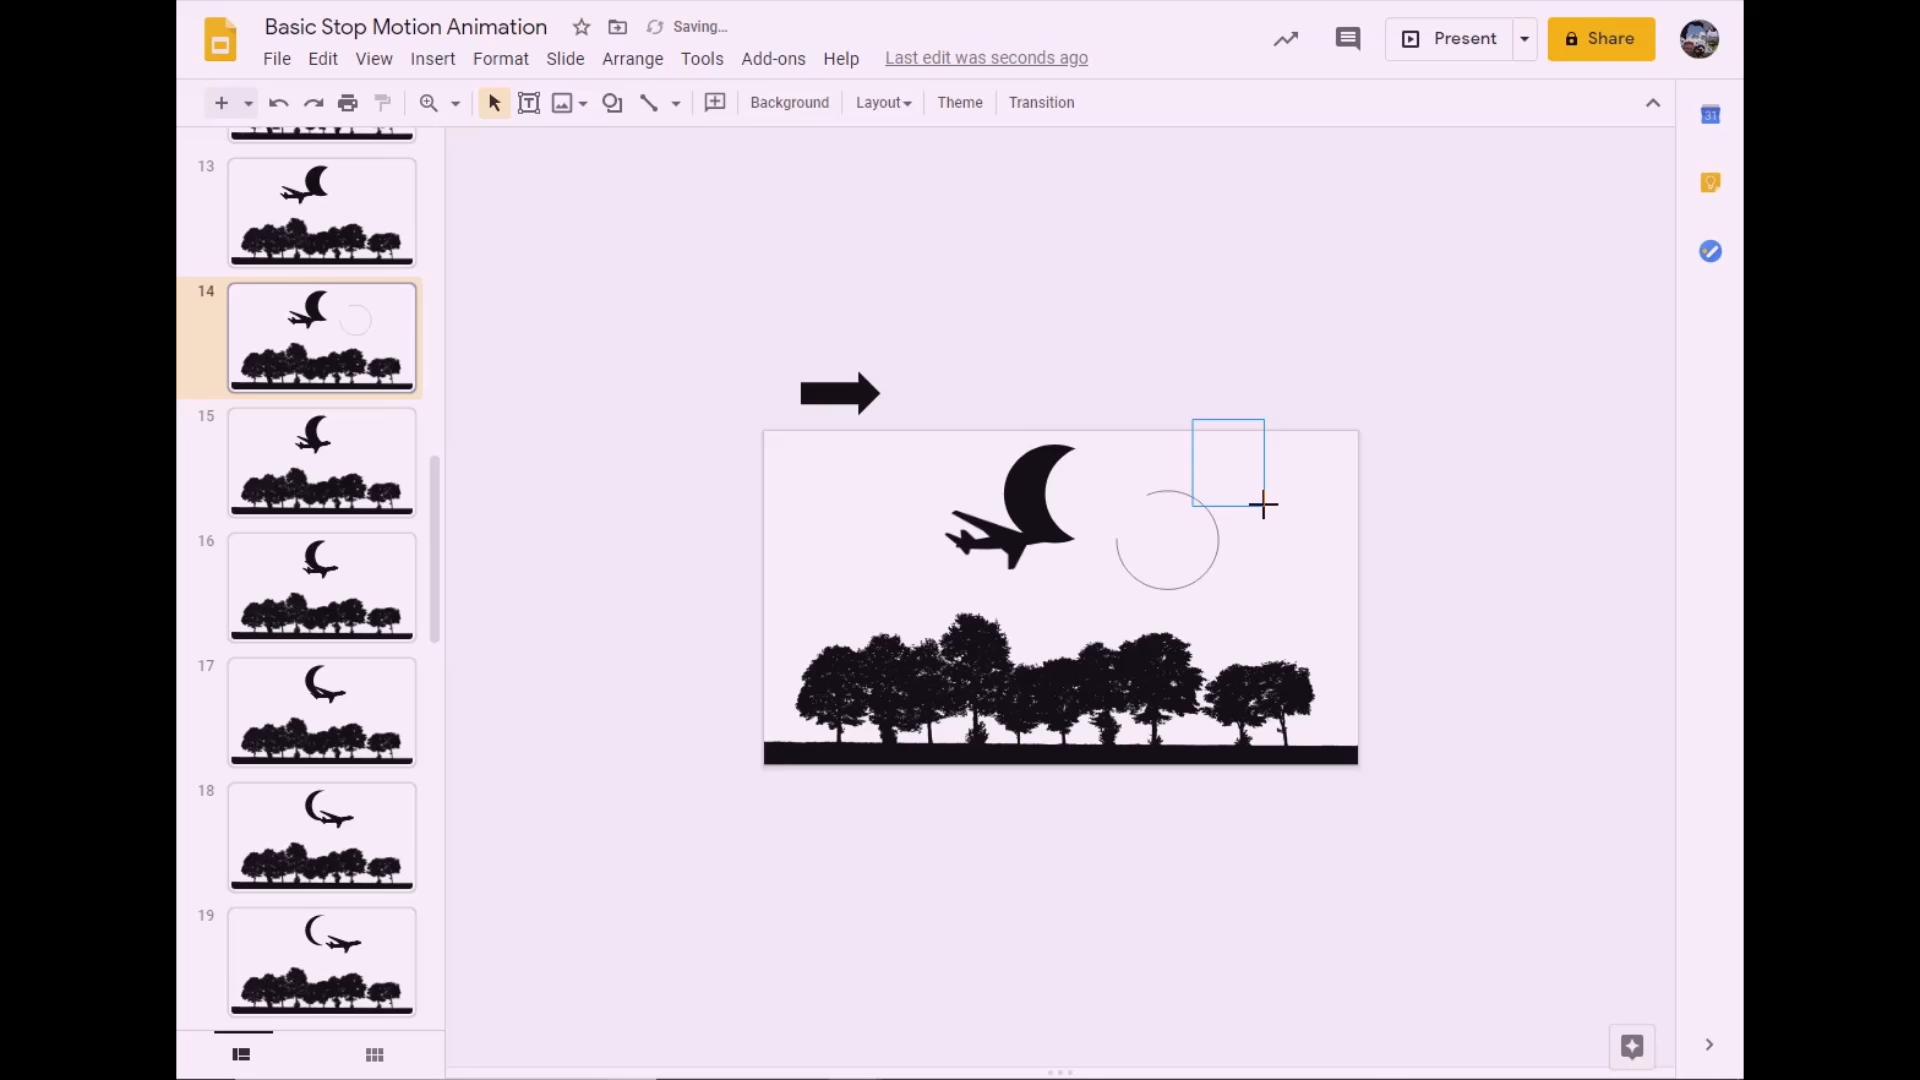 Basic Stop Motion Animation
Saving...
File Edit View Insert Format Slide Arrange Tools Add-ons Help Last edit was seconds ago
Present
Share
Background Layout Theme Transition
31
13
14
15
16
17
18
19